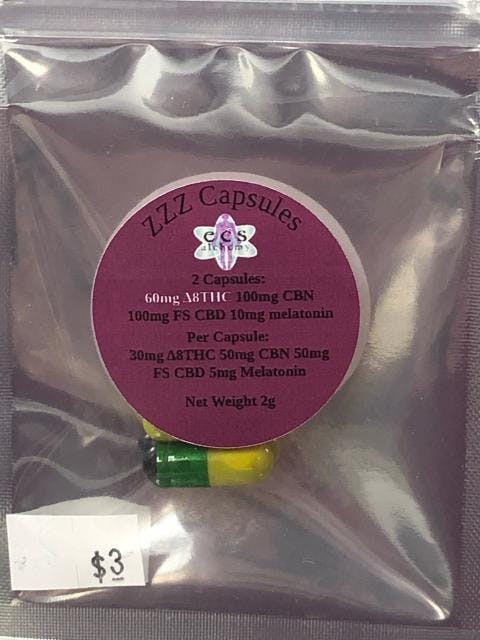 ZZZ Capsules
ecs
alchemy
2 Capsules:
60mg Δ8THC 100mg CBN
100mg FS CBD 10mg melatonin
Per Capsule:
30mg Δ8THC 50mg CBN 50mg
FS CBD 5mg Melatonin
Net Weight 2g
$3